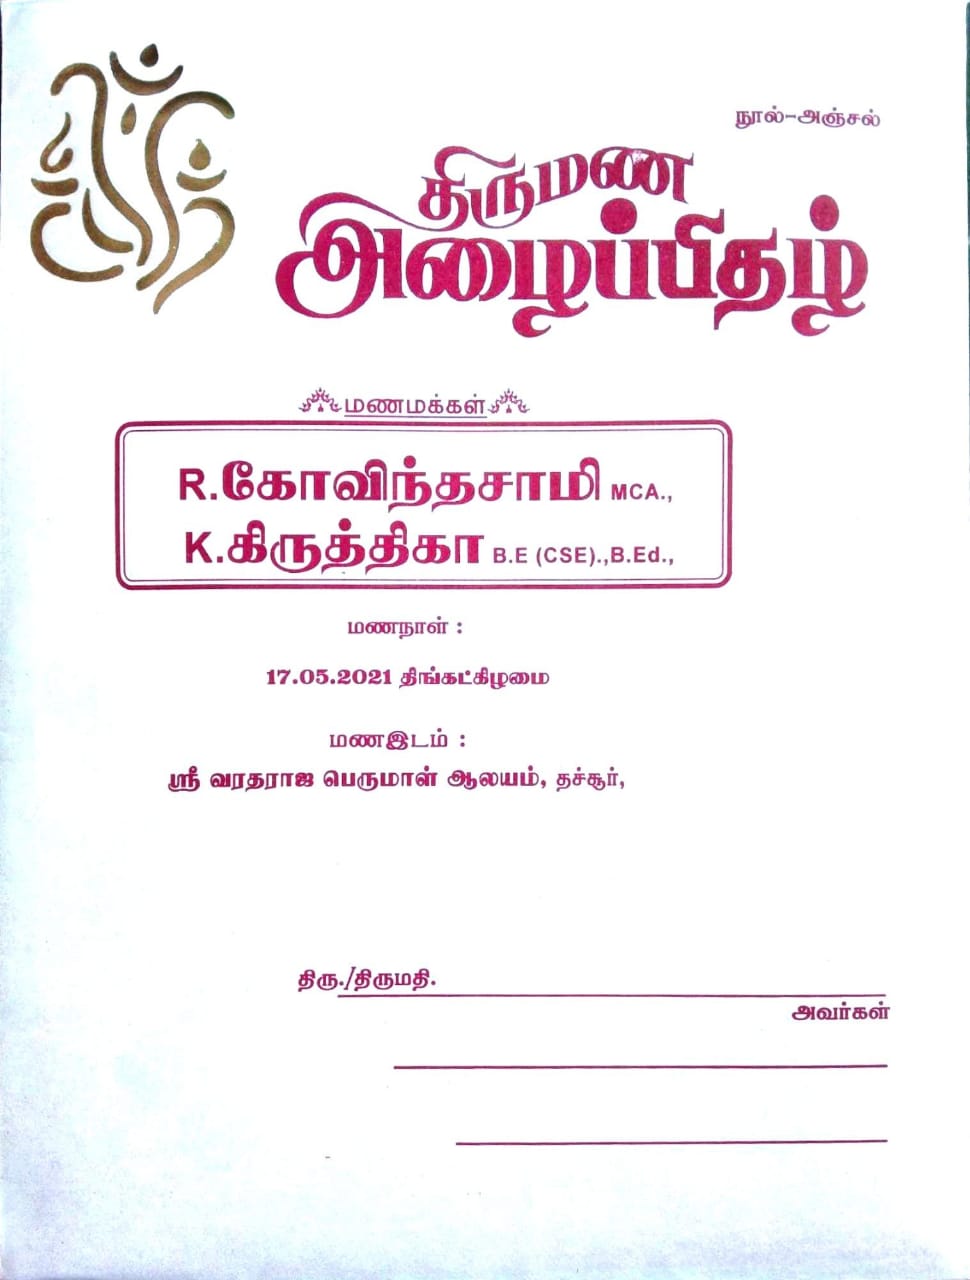 நூல்-அஞ்சல்
திருமண
அழைப்பிதழ்
மணமக்கள்
R.கோவிந்தசாமி MCA.,
K.கிருத்திகா B.E (CSE).,B.Ed.,
மணநாள் :
17.05.2021 திங்கட்கிழமை
மணஇடம் :
ஸ்ரீ வரதராஜ பெருமாள் ஆலயம், தச்சூர்,
திரு./திருமதி.
அவர்கள்